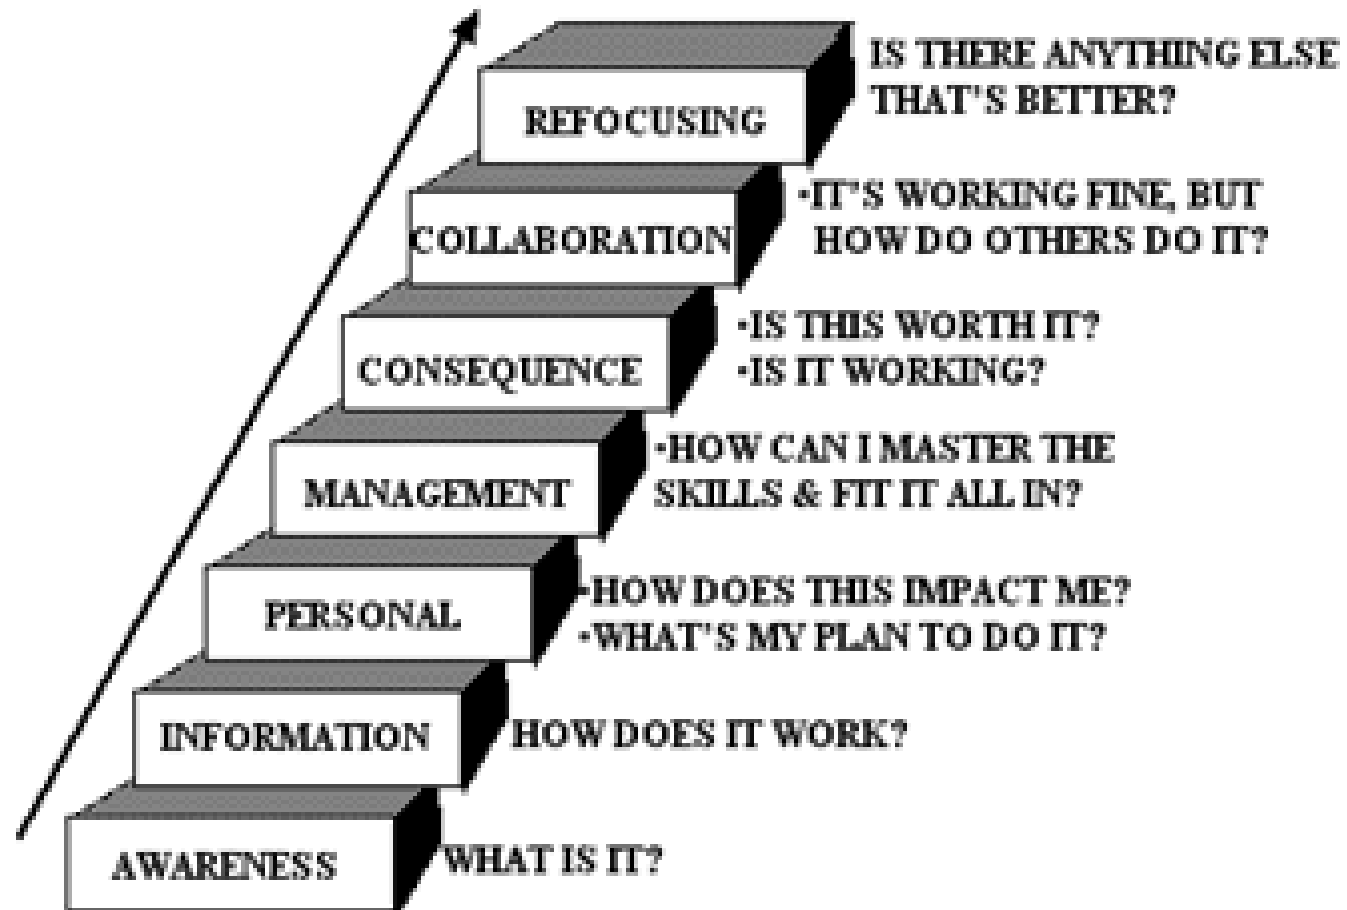 REFOCUSING
IS THERE ANYTHING ELSE
THAT'S BETTER?
COLLABORATION
•IT'S WORKING FINE, BUT
HOW DO OTHERS DO IT?
CONSEQUENCE
•IS THIS WORTH IT?
•IS IT WORKING?
MANAGEMENT
•HOW CAN I MASTER THE
SKILLS & FIT IT ALL IN?
PERSONAL
•HOW DOES THIS IMPACT ME?
•WHAT'S MY PLAN TO DO IT?
INFORMATION
HOW DOES IT WORK?
AWARENESS
WHAT IS IT?